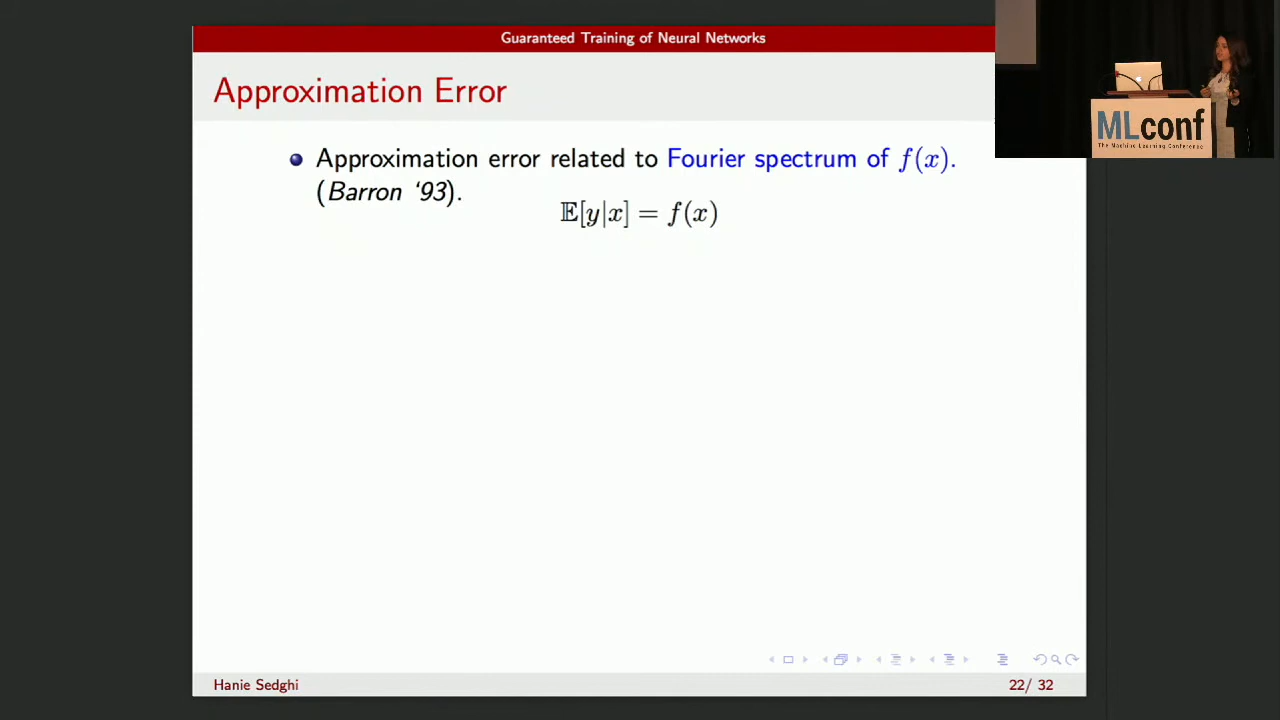 Guaranteed Training of Neural Networks
Approximation Error
Approximation error related to Fourier spectrum of f(x).
(Barron ‘93).
𝔼[y|x] = f(x)
MLconf
The Machine Learning Conference
Hanie Sedghi
22/ 32